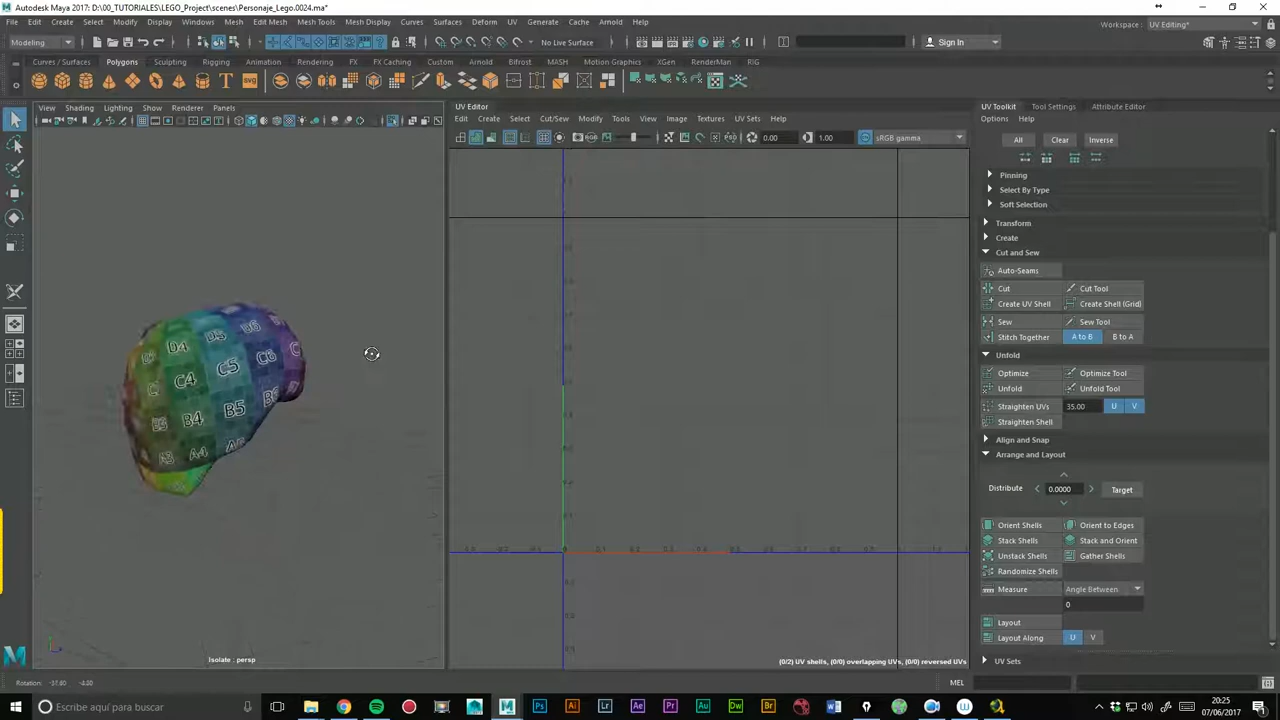 Autodesk Maya 2017: D:\00_TUTORIALES\LEGO_Project\scenes\Personaje_Lego.0024.ma*
File Edit Create Select Modify Display Windows Mesh Edit Mesh Mesh Tools Mesh Display Curves Surfaces Deform UV Generate Cache Arnold Help
Workspace : UV Editing*
Modeling No Live Surface Sign In
Curves / Surfaces Polygons Sculpting Rigging Animation Rendering FX FX Caching Custom Arnold Bifrost MASH Motion Graphics XGen RenderMan RIG
View Shading Lighting Show Renderer Panels
UV Editor
UV Toolkit Tool Settings Attribute Editor
Edit Create Select Cut/Sew Modify Tools View Image Textures UV Sets Help
Options Help
0.00 1.00 sRGB gamma
All Clear Inverse
Pinning
Select By Type
Soft Selection
Transform
Create
Cut and Sew
Auto-Seams
Cut Cut Tool
Create UV Shell Create Shell (Grid)
Sew Sew Tool
Stitch Together A to B B to A
Unfold
Optimize Optimize Tool
Unfold Unfold Tool
Straighten UVs 35.00 U V
Straighten Shell
Align and Snap
Arrange and Layout
Distribute 0.0000 Target
Orient Shells Orient to Edges
Stack Shells Stack and Orient
Unstack Shells Gather Shells
Randomize Shells
Measure Angle Between
0
Layout
Layout Along U V
UV Sets
D4 C4 C5 C6 B4 B5 A4
Isolate : persp
(0/2) UV shells, (0/0) overlapping UVs, (0/0) reversed UVs
MEL
Escribe aquí para buscar
Ps Ai Lr Ae Pr Au Dw Br
20:25
07/06/2017